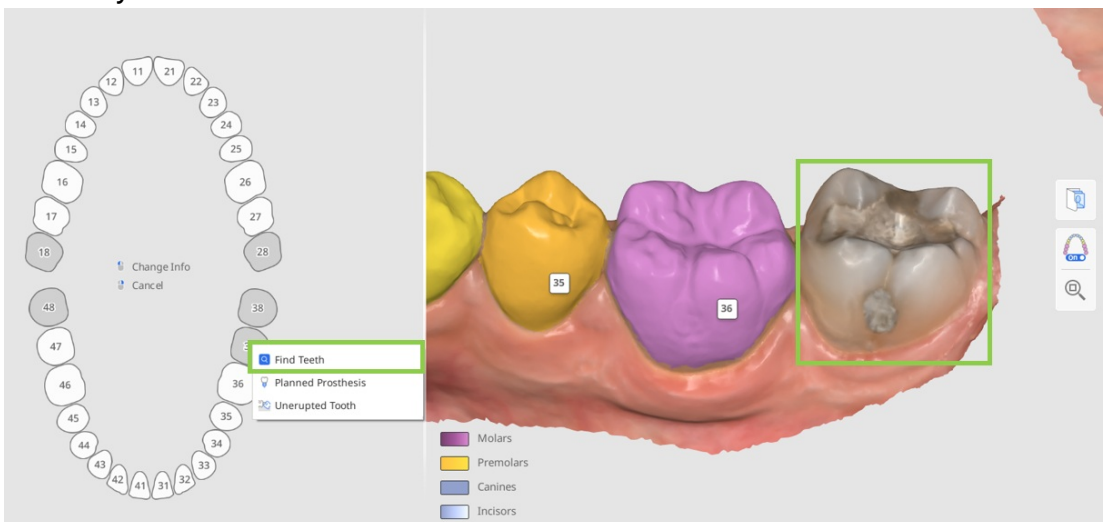 11 21
12 22
13 23
14 24
15 25
16 26
17 27
18 28
Change Info
Cancel
48 38
47
Find Teeth
46 36
Planned Prosthesis
Unerupted Tooth
45 35
44 34
43 33
42 41 31 32
35
36
ON
Molars
Premolars
Canines
Incisors